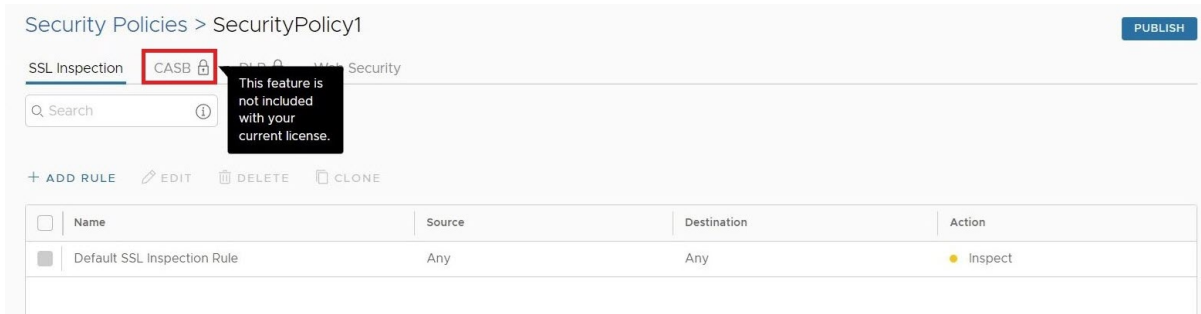 Security Policies > SecurityPolicy1
PUBLISH
SSL Inspection CASB Security
This feature is
not included
with your
current license.
Search
+ ADD RULE EDIT DELETE CLONE
Name Source Destination Action
Default SSL Inspection Rule Any Any Inspect